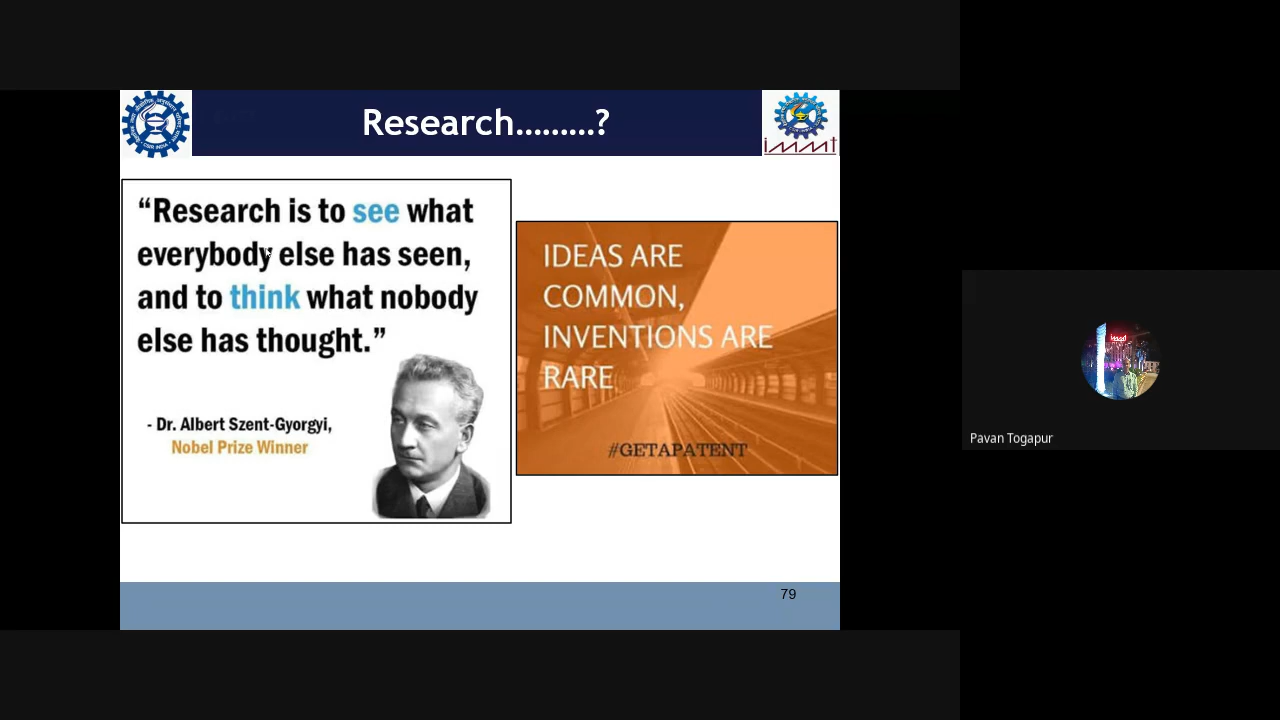 Research.........?
immt
“Research is to see what
everybody else has seen,
and to think what nobody
else has thought.”
- Dr. Albert Szent-Gyorgyi,
Nobel Prize Winner
IDEAS ARE
COMMON,
INVENTIONS ARE
RARE
#GETAPATENT
79
Pavan Togapur